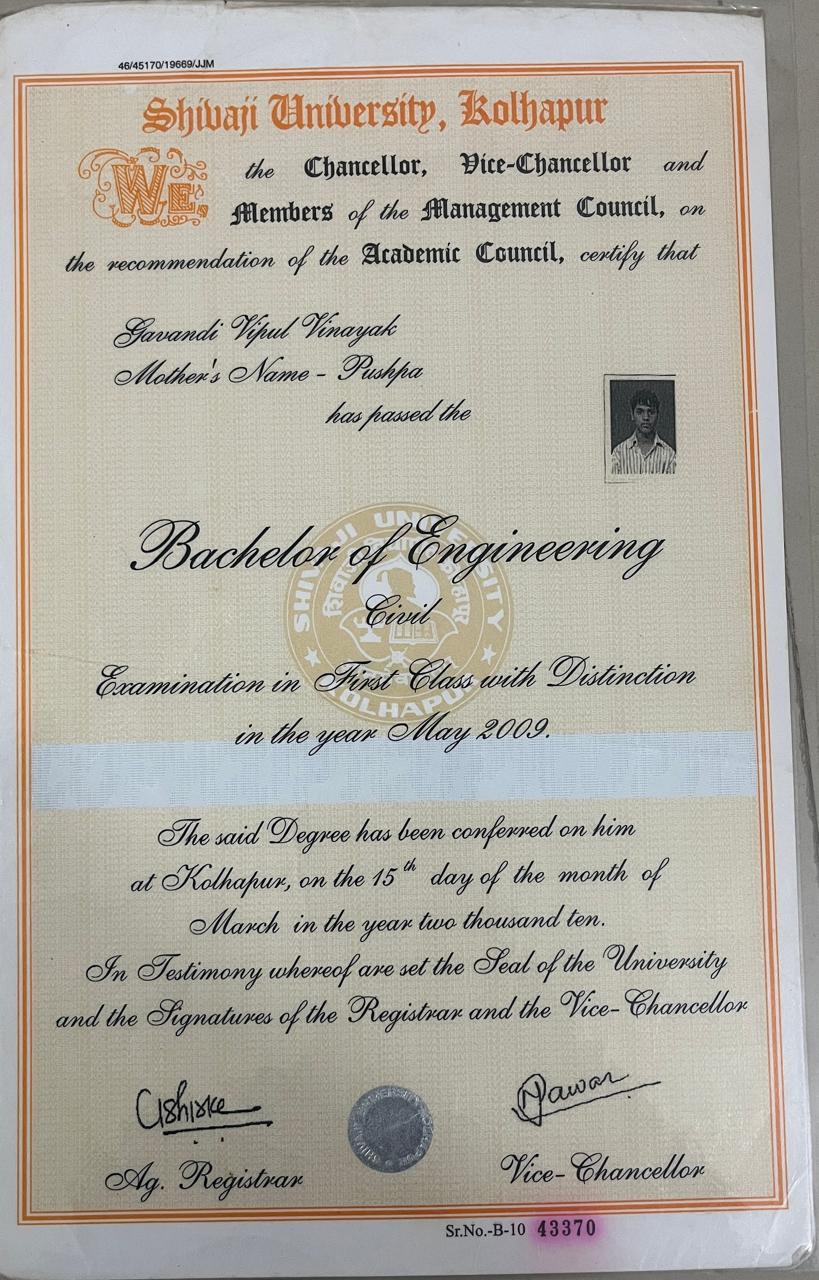 46/45170/19669/JJM
Shivaji University, Kolhapur
WE, the Chancellor, Vice-Chancellor and
Members of the Management Council, on
the recommendation of the Academic Council, certify that
Gavandi Vipul Vinayak
Mother's Name - Pushpa
has passed the
SHIVAJI UNIVERSITY
Bachelor of Engineering
Civil
Examination in First Class with Distinction
KOLHAPUR
in the year May 2009.
The said Degree has been conferred on him
at Kolhapur, on the 15th day of the month of
March in the year two thousand ten.
In Testimony whereof are set the Seal of the University
and the Signatures of the Registrar and the Vice-Chancellor
Ag. Registrar
Vice-Chancellor
Sr.No.-B-10 43370